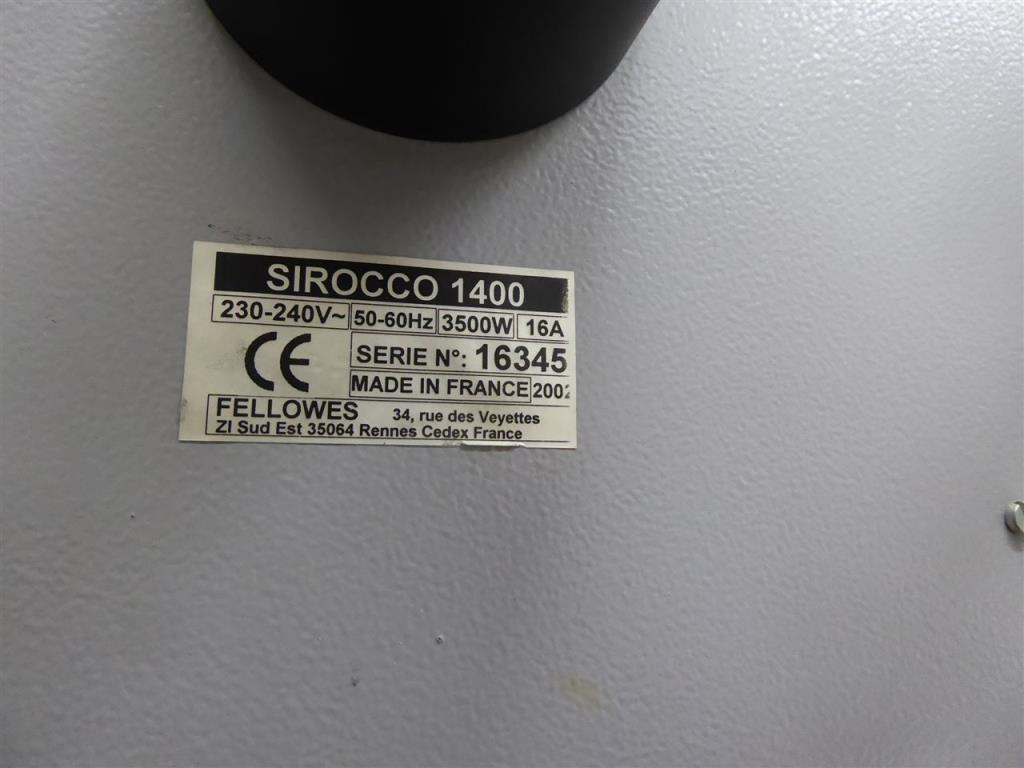 SIROCCO 1400
230-240V~ 50-60Hz 3500W 16A
CE SERIE N°: 16345
MADE IN FRANCE 2002
FELLOWES 34, rue des Veyettes
ZI Sud Est 35064 Rennes Cedex France